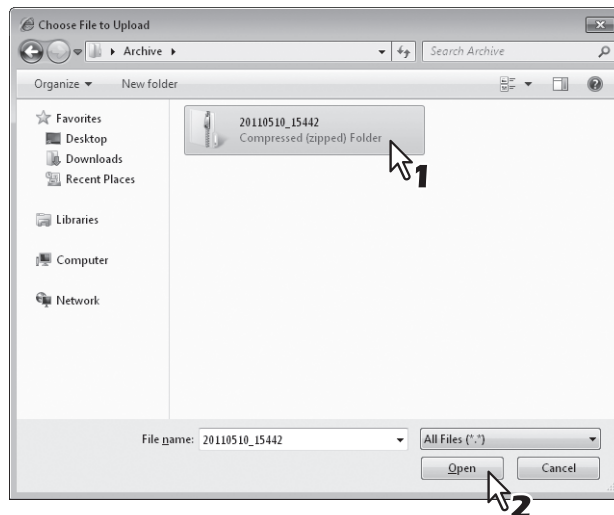 Choose File to Upload
Archive
Search Archive
Organize New folder
Favorites
Desktop
Downloads
Recent Places
Libraries
Computer
Network
20110510_15442
Compressed (zipped) Folder
1
File name: 20110510_15442
All Files (*.*)
Open Cancel
2